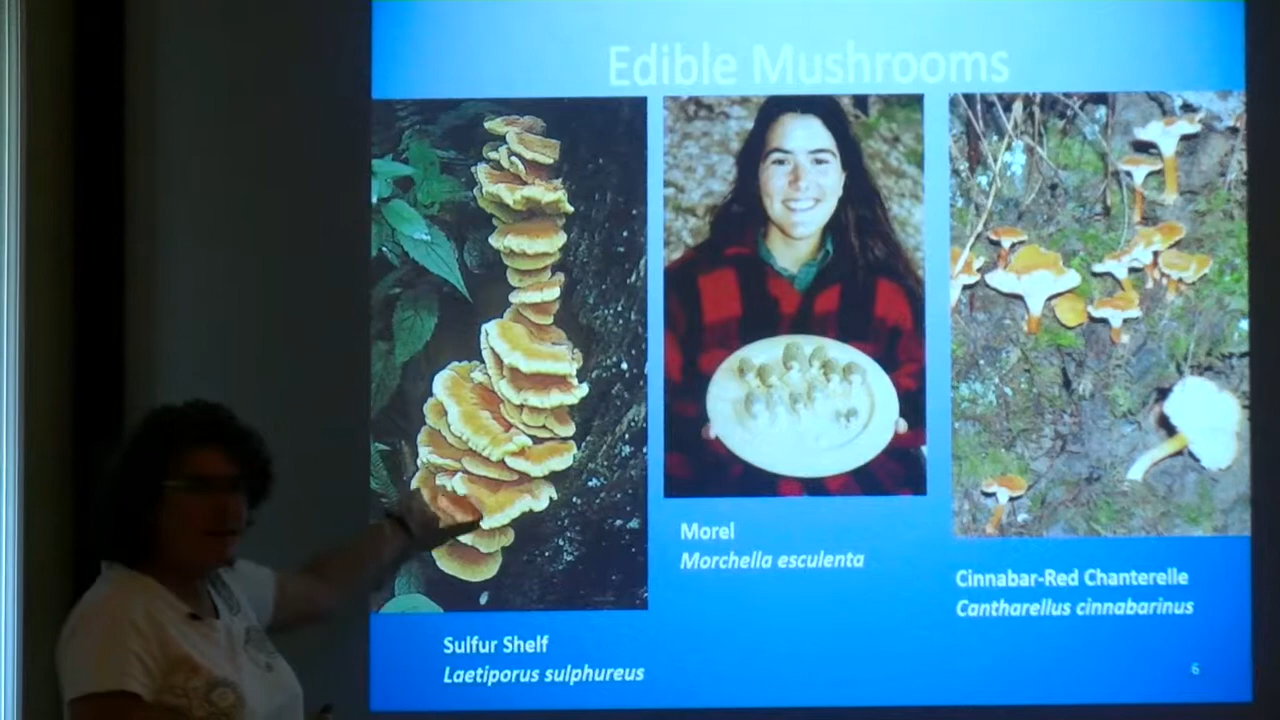 Edible Mushrooms
Morel
Morchella esculenta
Cinnabar-Red Chanterelle
Cantharellus cinnabarinus
Sulfur Shelf
Laetiporus sulphureus
6